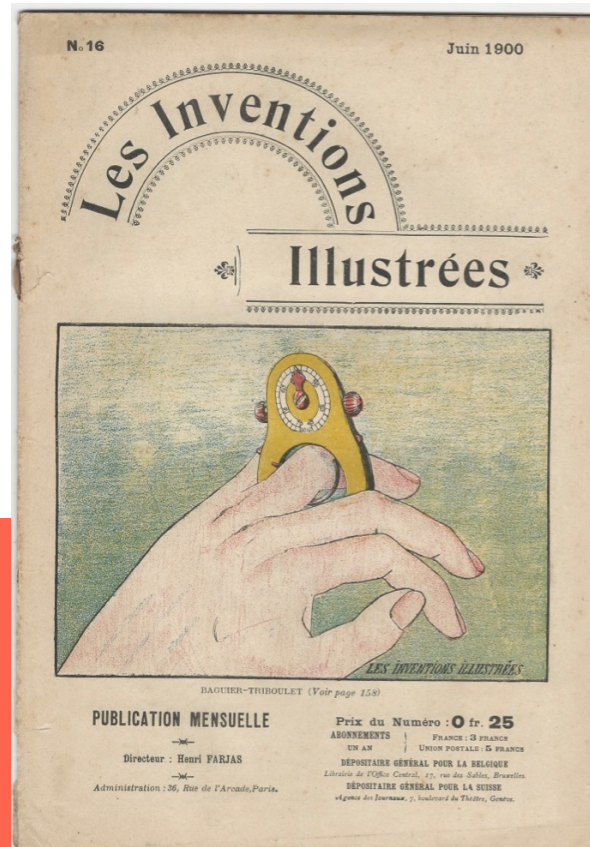 No 16
Juin 1900
Les Inventions
Illustrées
LES INVENTIONS ILLUSTRÉES
BAGUIER-TRIBOULET (Voir page 158)
PUBLICATION MENSUELLE
Directeur : Henri FARJAS
Administration : 36, Rue de l'Arcade, Paris.
Prix du Numéro : 0 fr. 25
ABONNEMENTS
UN AN
FRANCE : 3 FRANCS
UNION POSTALE : 5 FRANCS
DÉPOSITAIRE GÉNÉRAL POUR LA BELGIQUE
Librairie de l'Office Central, 17, rue des Sables, Bruxelles.
DÉPOSITAIRE GÉNÉRAL POUR LA SUISSE
Agence des Journaux, 7, boulevard du Théâtre, Genève.